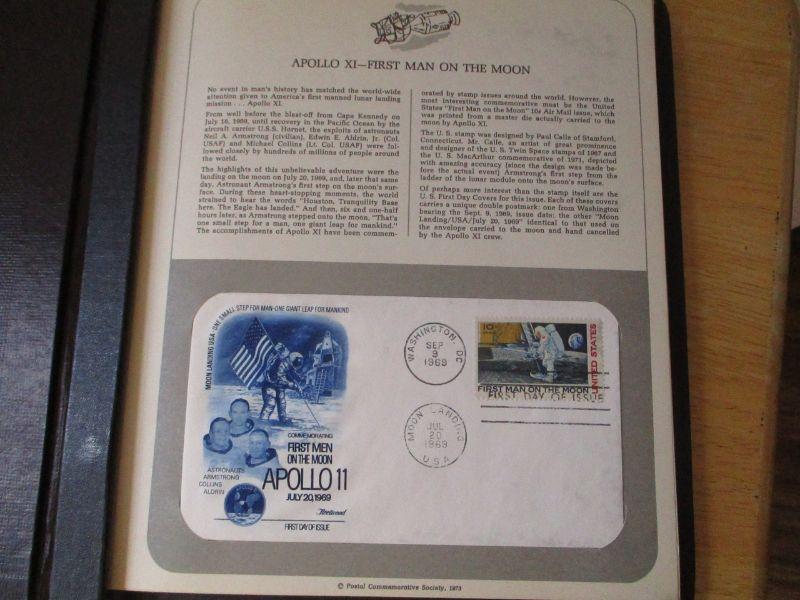 APOLLO XI—FIRST MAN ON THE MOON
No event in man's history has matched the world-wide
attention given to America's first manned lunar landing
mission . . . Apollo XI.
From well before the blast-off from Cape Kennedy on
July 16, 1969, until recovery in the Pacific Ocean by the
aircraft carrier U.S.S. Hornet, the exploits of astronauts
Neil A. Armstrong [civilian], Edwin E. Aldrin, Jr. (Col.
USAF) and Michael Collins (Lt. Col. USAF) were fol-
lowed closely by hundreds of millions of people around
the world.
The highlights of this unbelievable adventure were the
landing on the moon on July 20, 1969, and, later that same
day, Astronaut Armstrong's first step on the moon's sur-
face. During these heart-stopping moments, the world
strained to hear the words "Houston, Tranquility Base
here. The Eagle has landed." And then, six and one-half
hours later, as Armstrong stepped onto the moon, "That's
one small step for a man, one giant leap for mankind."
The accomplishments of Apollo XI have been commem-
orated by stamp issues around the world. However, the
most interesting commemorative must be the United
States "First Man on the Moon" 10¢ Air Mail issue, which
was printed from a master die actually carried to the
moon by Apollo XI.
The U.S. stamp was designed by Paul Calle of Stamford,
Connecticut. Mr. Calle, an artist of great prominence
and designer of the U. S. Twin Space stamps of 1967 and
the U. S. MacArthur commemorative of 1971, depicted
with amazing accuracy [since the design was made be-
fore the actual event] Armstrong's first step from the
ladder of the lunar module onto the moon's surface.
Of perhaps more interest than the stamp itself are the
U. S. First Day Covers for this issue. Each of these covers
carries a unique double postmark: one from Washington
bearing the Sept. 9, 1969, issue date; the other "Moon
Landing/USA/July 20, 1969" identical to that used on
the envelope carried to the moon and hand cancelled
by the Apollo XI crew.
MOON LANDING USA·ONE SMALL STEP FOR MAN-ONE GIANT LEAP FOR MANKIND
COMMEMORATING
FIRST MEN
ON THE MOON
APOLLO 11
JULY 20, 1969
ASTRONAUTS
ARMSTRONG
COLLINS
ALDRIN
Fleetwood
FIRST DAY OF ISSUE
WASHINGTON, DC
SEP
9
1969
MOON LANDING
JUL
20
1969
U.S.A.
10¢
UNITED STATES
FIRST MAN ON THE MOON
FIRST DAY OF ISSUE
© Postal Commemorative Society, 1973